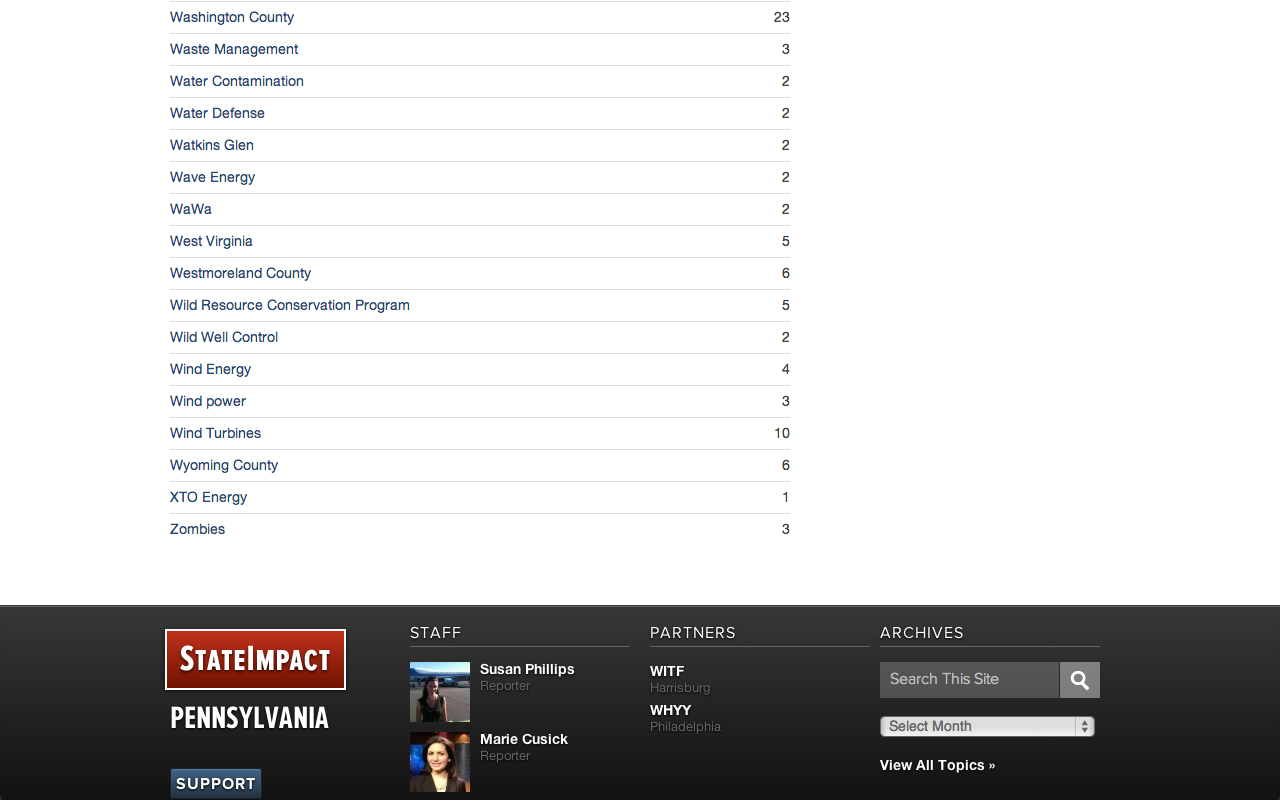 Washington County 23
Waste Management 3
Water Contamination 2
Water Defense 2
Watkins Glen 2
Wave Energy 2
WaWa 2
West Virginia 5
Westmoreland County 6
Wild Resource Conservation Program 5
Wild Well Control 2
Wind Energy 4
Wind power 3
Wind Turbines 10
Wyoming County 6
XTO Energy 1
Zombies 3
StateImpact
PENNSYLVANIA
SUPPORT
STAFF
Susan Phillips
Reporter
Marie Cusick
Reporter
PARTNERS
WITF
Harrisburg
WHYY
Philadelphia
ARCHIVES
Search This Site
Select Month
View All Topics »